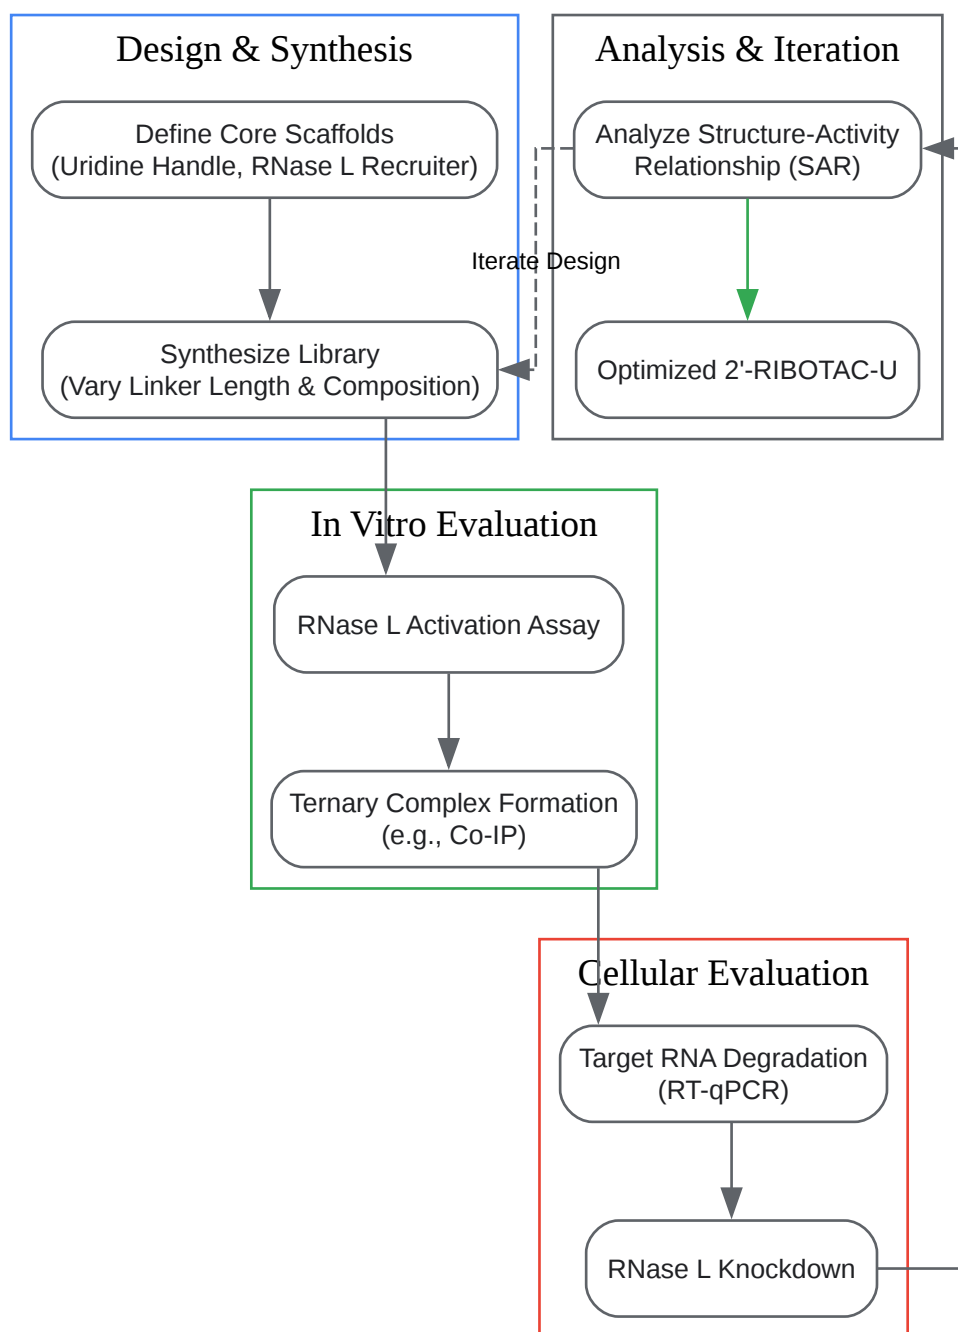 Design & Synthesis
Define Core Scaffolds
(Uridine Handle, RNase L Recruiter)
Synthesize Library
(Vary Linker Length & Composition)
Analysis & Iteration
Analyze Structure-Activity
Relationship (SAR)
Iterate Design
Optimized 2'-RIBOTAC-U
In Vitro Evaluation
RNase L Activation Assay
Ternary Complex Formation
(e.g., Co-IP)
Cellular Evaluation
Target RNA Degradation
(RT-qPCR)
RNase L Knockdown